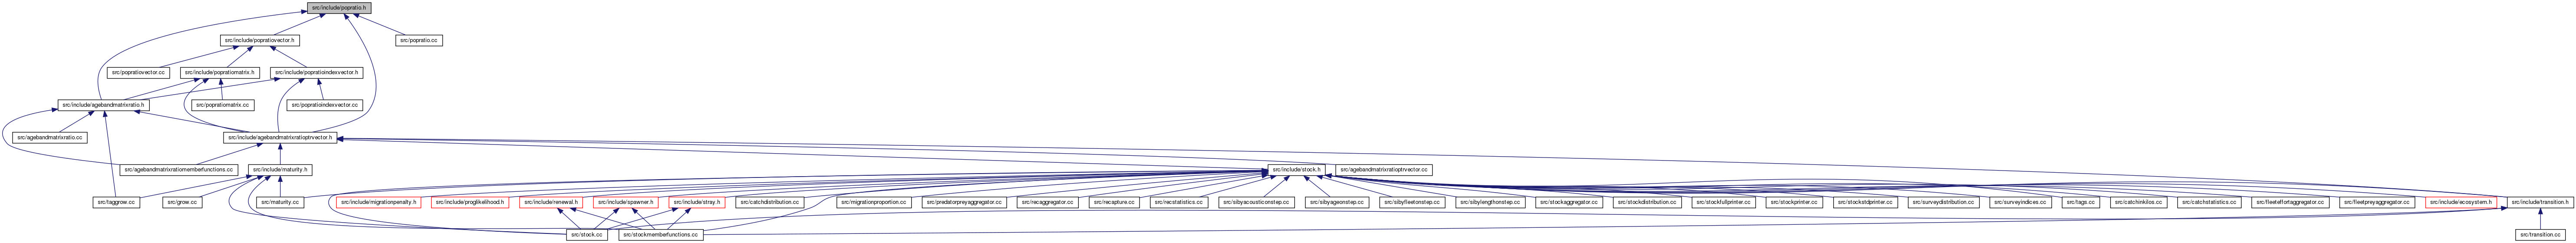 src/include/popratio.h
src/include/popratiovector.h
src/popratio.cc
src/popratiovector.cc
src/include/popratiomatrix.h
src/include/popratioindexvector.h
src/include/agebandmatrixratio.h
src/popratiomatrix.cc
src/popratioindexvector.cc
src/agebandmatrixratio.cc
src/include/agebandmatrixratioptrvector.h
src/agebandmatrixratiomemberfunctions.cc
src/include/maturity.h
src/include/stock.h
src/agebandmatrixratioptrvector.cc
src/taggrow.cc
src/grow.cc
src/maturity.cc
src/include/migrationpenalty.h
src/include/proglikelihood.h
src/include/renewal.h
src/include/spawner.h
src/include/stray.h
src/catchdistribution.cc
src/migrationproportion.cc
src/predatorpreyaggregator.cc
src/recaggregator.cc
src/recapture.cc
src/recstatistics.cc
src/sibyacousticonstep.cc
src/sibyageonstep.cc
src/sibyfleetonstep.cc
src/sibylengthonstep.cc
src/stockaggregator.cc
src/stockdistribution.cc
src/stockfullprinter.cc
src/stockprinter.cc
src/stockstdprinter.cc
src/surveydistribution.cc
src/surveyindices.cc
src/tags.cc
src/catchinkilos.cc
src/catchstatistics.cc
src/fleeteffortaggregator.cc
src/fleetpreyaggregator.cc
src/include/ecosystem.h
src/include/transition.h
src/stock.cc
src/stockmemberfunctions.cc
src/transition.cc